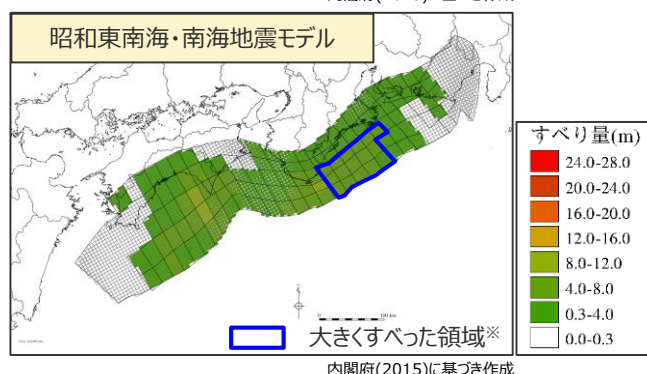 昭和東南海・南海地震モデル
すべり量(m)
24.0-28.0
20.0-24.0
16.0-20.0
12.0-16.0
8.0-12.0
4.0-8.0
0.3-4.0
0.0-0.3
0 100 km
大きくすべった領域※
内閣府(2015)に基づき作成